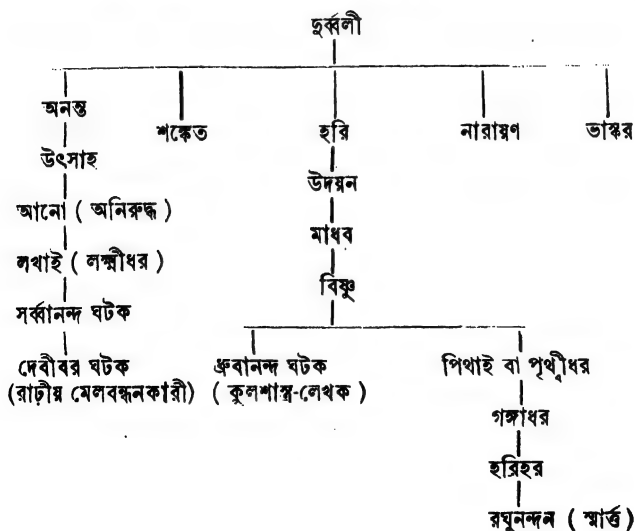 দুর্ব্বলী
অনন্ত
শঙ্কেত
হরি
নারায়ণ
ভাস্কর
উৎসাহ
উদয়ন
আনো ( অনিরুদ্ধ )
মাধব
লখাই ( লক্ষ্মীধর )
বিষ্ণু
সর্ব্বানন্দ ঘটক
দেবীবর ঘটক
(রাঢ়ীয় মেলবন্ধনকারী)
ধ্রুবানন্দ ঘটক
( কুলশাস্ত্র-লেখক )
পিথাই বা পৃথ্বীধর
গঙ্গাধর
হরিহর
রঘুনন্দন ( স্মার্ত্ত )